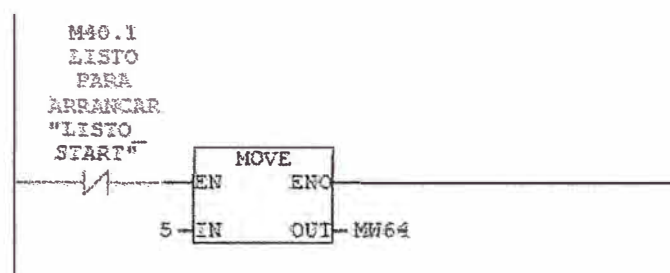 M40.1
LISTO
PARA
ARRANCAR
"LISTO_
START"
MOVE
EN ENO
5 IN OUT MW64